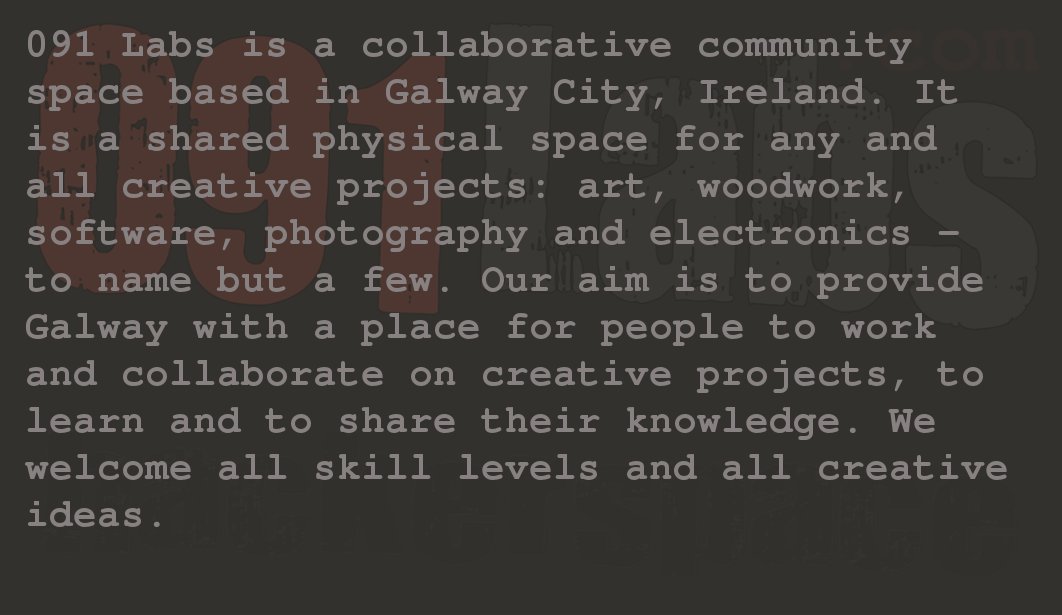 091 Labs is a collaborative community
space based in Galway City, Ireland. It
is a shared physical space for any and
all creative projects: art, woodwork,
software, photography and electronics –
to name but a few. Our aim is to provide
Galway with a place for people to work
and collaborate on creative projects, to
learn and to share their knowledge. We
welcome all skill levels and all creative
ideas.
091Labs